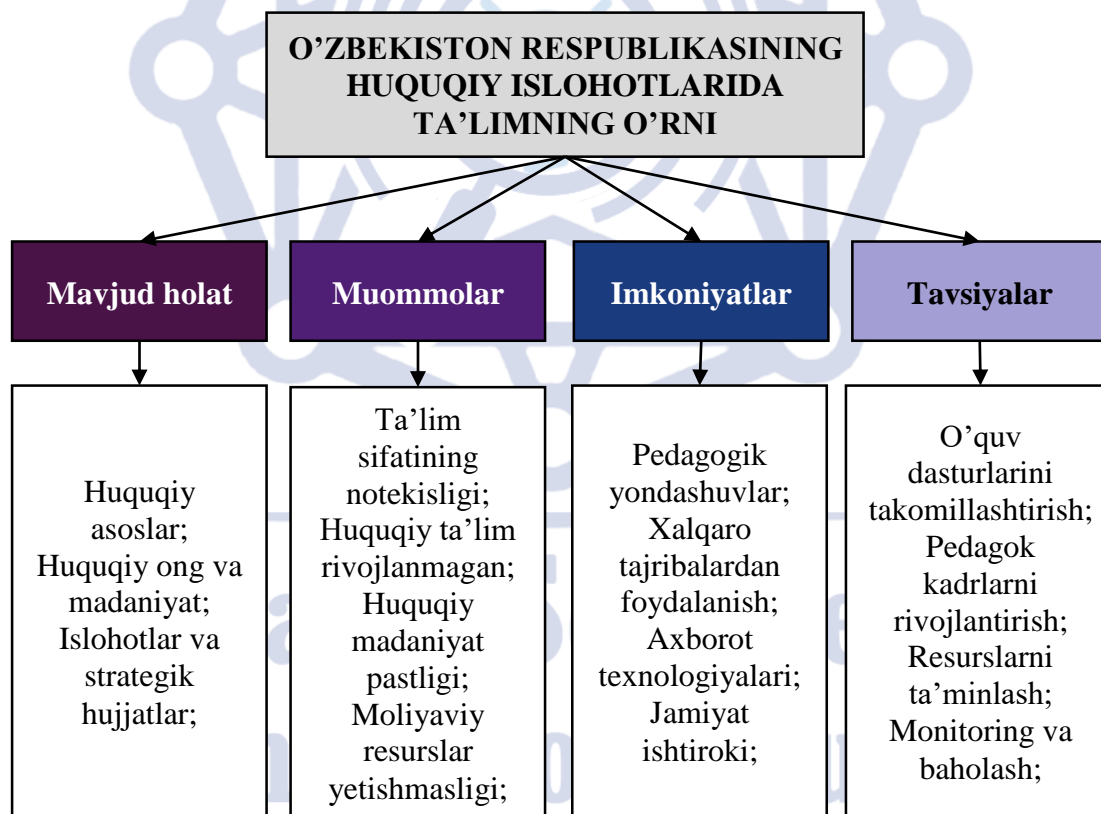 O’ZBEKISTON RESPUBLIKASINING
HUQUQIY ISLOHOTLARIDA
TA’LIMNING O’RNI
Mavjud holat
Muommolar
Imkoniyatlar
Tavsiyalar
Huquqiy
asoslar;
Huquqiy ong va
madaniyat;
Islohotlar va
strategik
hujjatlar;
Ta’lim
sifatining
notekisligi;
Huquqiy ta’lim
rivojlanmagan;
Huquqiy
madaniyat
pastligi;
Moliyaviy
resurslar
yetishmasligi;
Pedagogik
yondashuvlar;
Xalqaro
tajribalardan
foydalanish;
Axborot
texnologiyalari;
Jamiyat
ishtiroki;
O’quv
dasturlarini
takomillashtirish;
Pedagok
kadrlarni
rivojlantirish;
Resurslarni
ta’minlash;
Monitoring va
baholash;